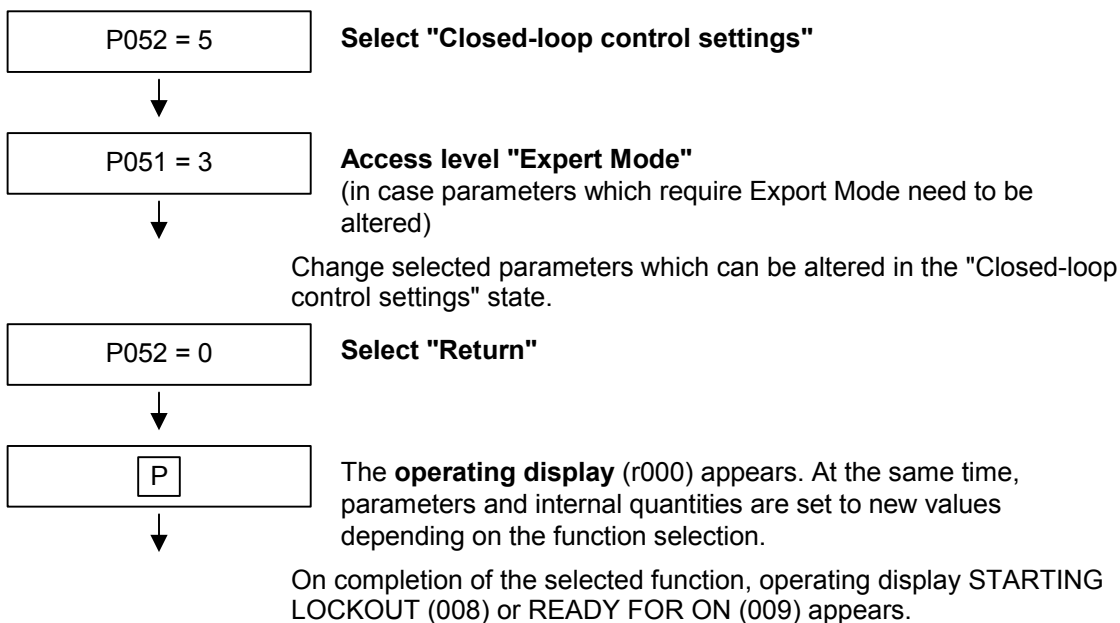 P052 = 5
Select "Closed-loop control settings"
P051 = 3
Access level "Expert Mode"
(in case parameters which require Export Mode need to be
altered)
Change selected parameters which can be altered in the "Closed-loop
control settings" state.
P052 = 0
Select "Return"
P
The operating display (r000) appears. At the same time,
parameters and internal quantities are set to new values
depending on the function selection.
On completion of the selected function, operating display STARTING
LOCKOUT (008) or READY FOR ON (009) appears.